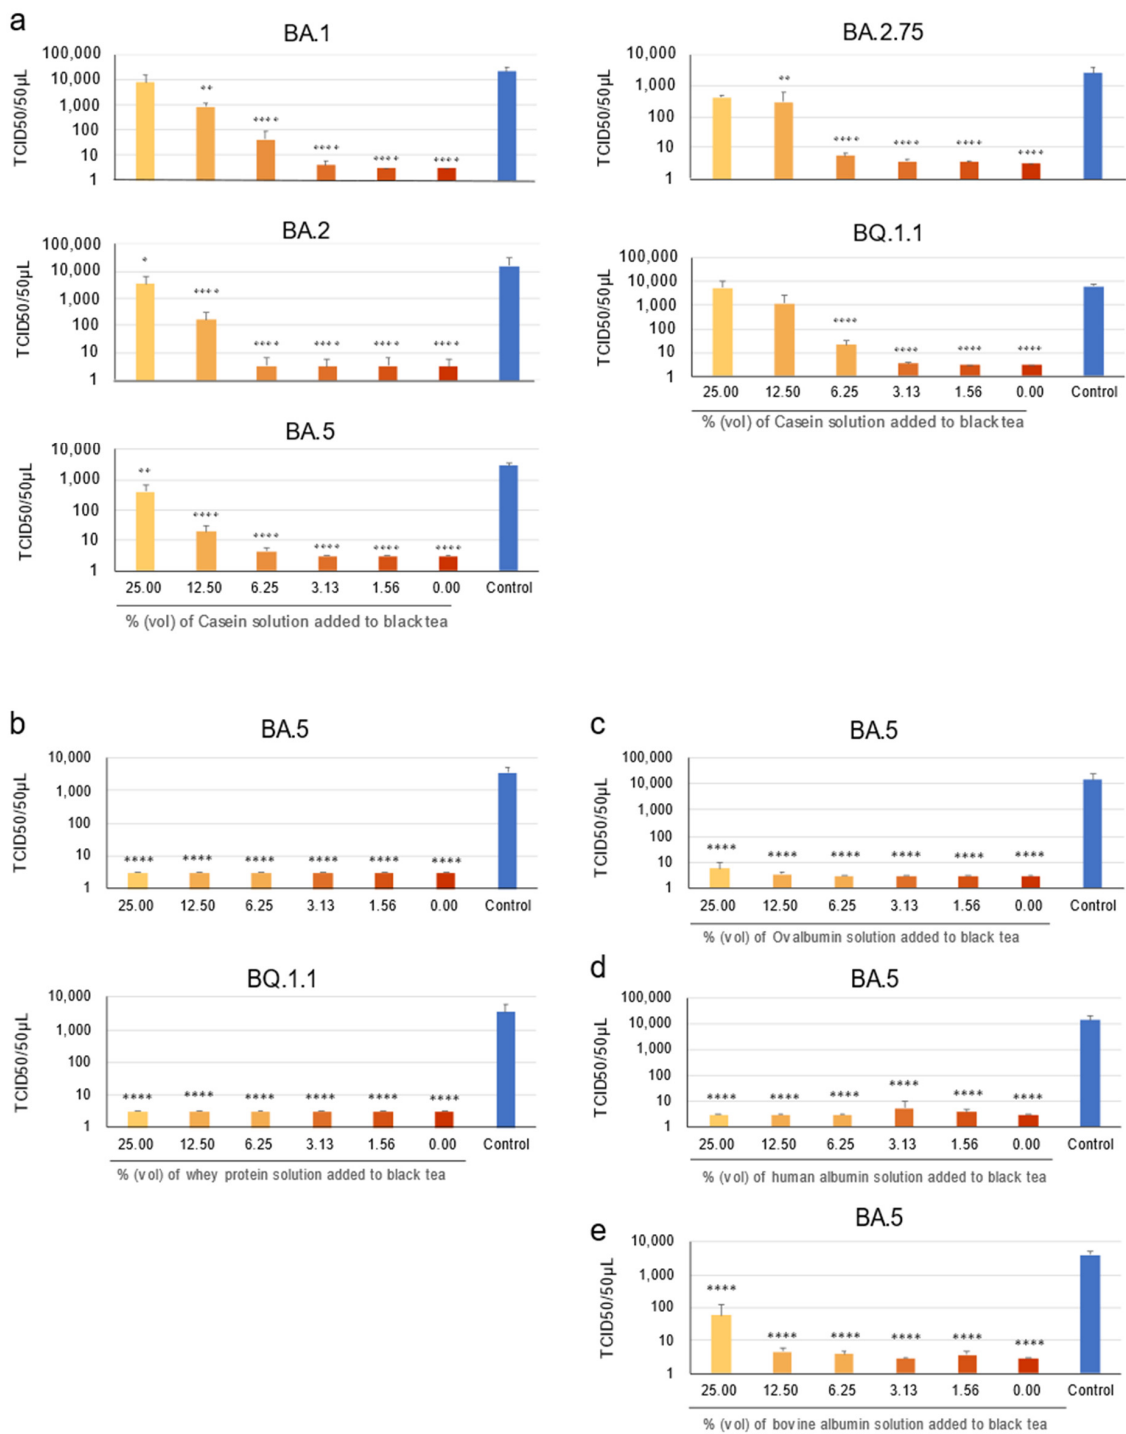 a
BA.1
TCID50/50µL
100,000
10,000
1,000
100
10
1
** **** **** **** ****
BA.2
TCID50/50µL
100,000
10,000
1,000
100
10
1
* **** **** **** **** ****
BA.5
TCID50/50µL
10,000
1,000
100
10
1
** **** **** **** **** ****
25.00 12.50 6.25 3.13 1.56 0.00 Control
% (vol) of Casein solution added to black tea
BA.2.75
TCID50/50µL
10,000
1,000
100
10
1
** **** **** **** ****
BQ.1.1
TCID50/50µL
100,000
10,000
1,000
100
10
1
**** **** **** ****
25.00 12.50 6.25 3.13 1.56 0.00 Control
% (vol) of Casein solution added to black tea
b
BA.5
TCID50/50µL
10,000
1,000
100
10
1
**** **** **** **** **** ****
25.00 12.50 6.25 3.13 1.56 0.00 Control
BQ.1.1
TCID50/50µL
10,000
1,000
100
10
1
**** **** **** **** **** ****
25.00 12.50 6.25 3.13 1.56 0.00 Control
% (vol) of whey protein solution added to black tea
c
BA.5
TCID50/50µL
100,000
10,000
1,000
100
10
1
**** **** **** **** **** ****
25.00 12.50 6.25 3.13 1.56 0.00 Control
% (vol) of Ovalbumin solution added to black tea
d
BA.5
TCID50/50µL
100,000
10,000
1,000
100
10
1
**** **** **** **** **** ****
25.00 12.50 6.25 3.13 1.56 0.00 Control
% (vol) of human albumin solution added to black tea
e
BA.5
TCID50/50µL
10,000
1,000
100
10
1
**** **** **** **** **** ****
25.00 12.50 6.25 3.13 1.56 0.00 Control
% (vol) of bovine albumin solution added to black tea